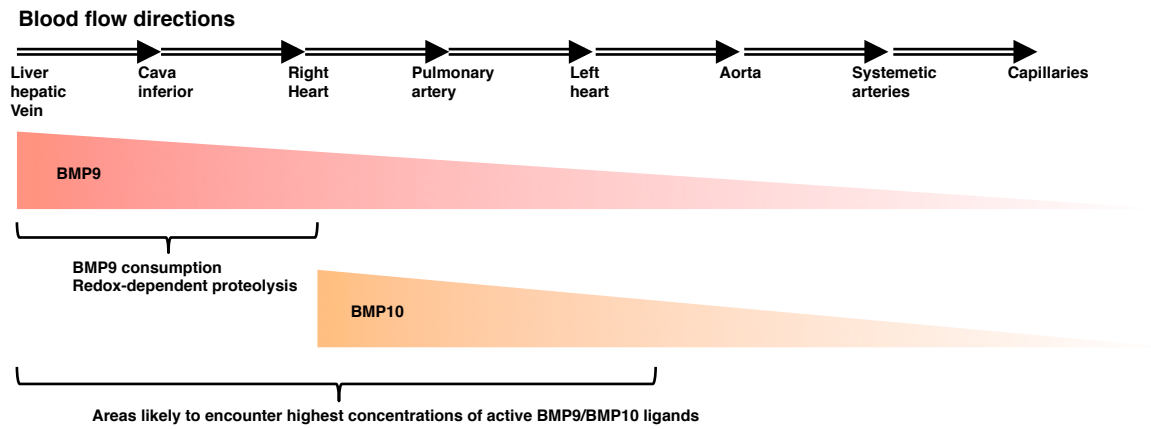 Blood flow directions
Liver
hepatic
Vein
Cava
inferior
Right
Heart
Pulmonary
artery
Left
heart
Aorta
Systemetic
arteries
Capillaries
BMP9
BMP9 consumption
Redox-dependent proteolysis
BMP10
Areas likely to encounter highest concentrations of active BMP9/BMP10 ligands